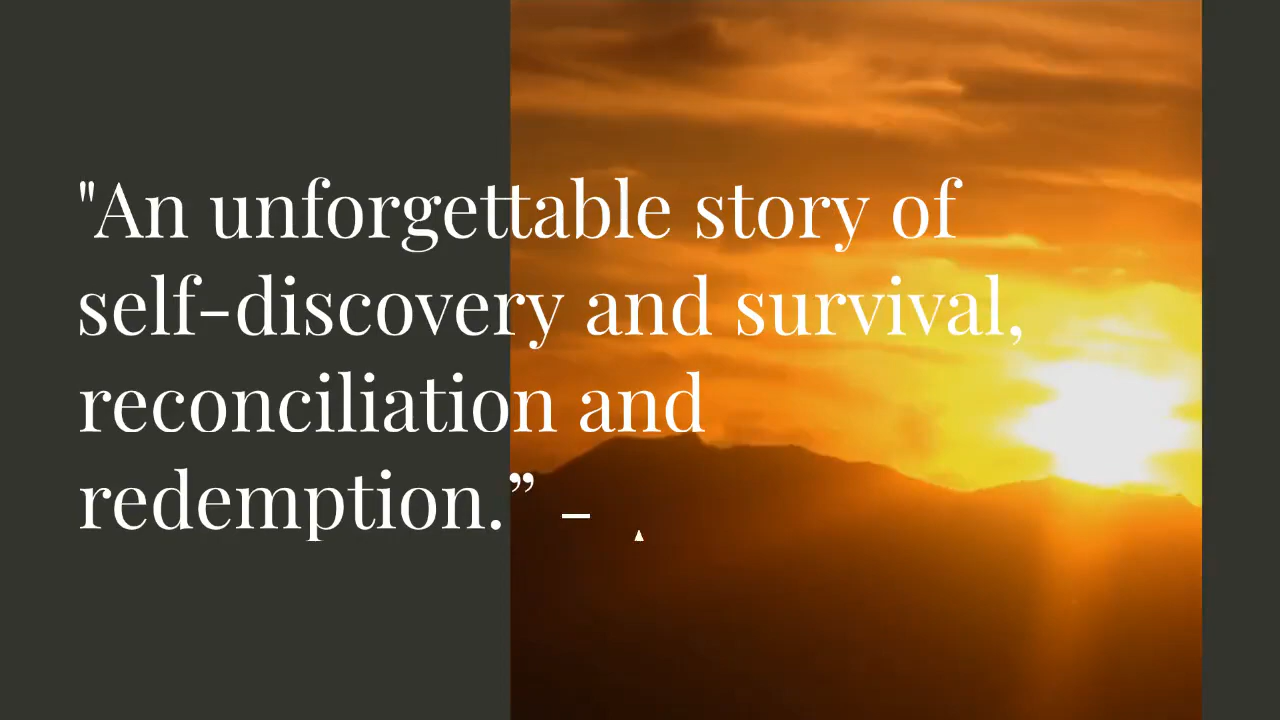 "An unforgettable story of
self-discovery and survival,
reconciliation and
redemption.” –